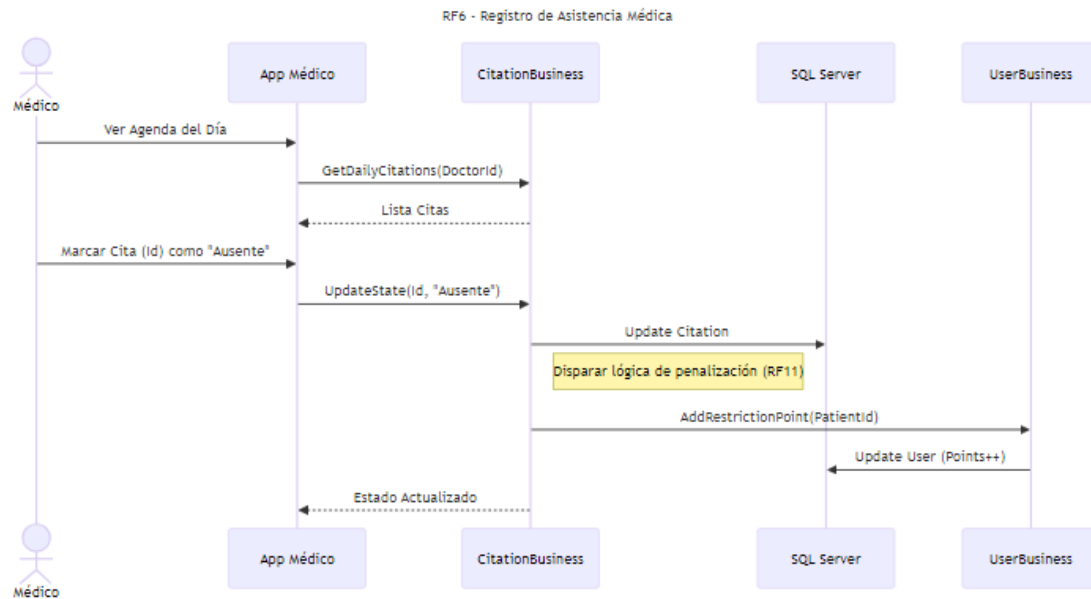 RF6 - Registro de Asistencia Médica
Médico
App Médico
CitationBusiness
SQL Server
UserBusiness
Ver Agenda del Día
GetDailyCitations(DoctorId)
Lista Citas
Marcar Cita (Id) como "Ausente"
UpdateState(Id, "Ausente")
Update Citation
Disparar lógica de penalización (RF11)
AddRestrictionPoint(PatientId)
Update User (Points++)
Estado Actualizado
Médico
App Médico
CitationBusiness
SQL Server
UserBusiness